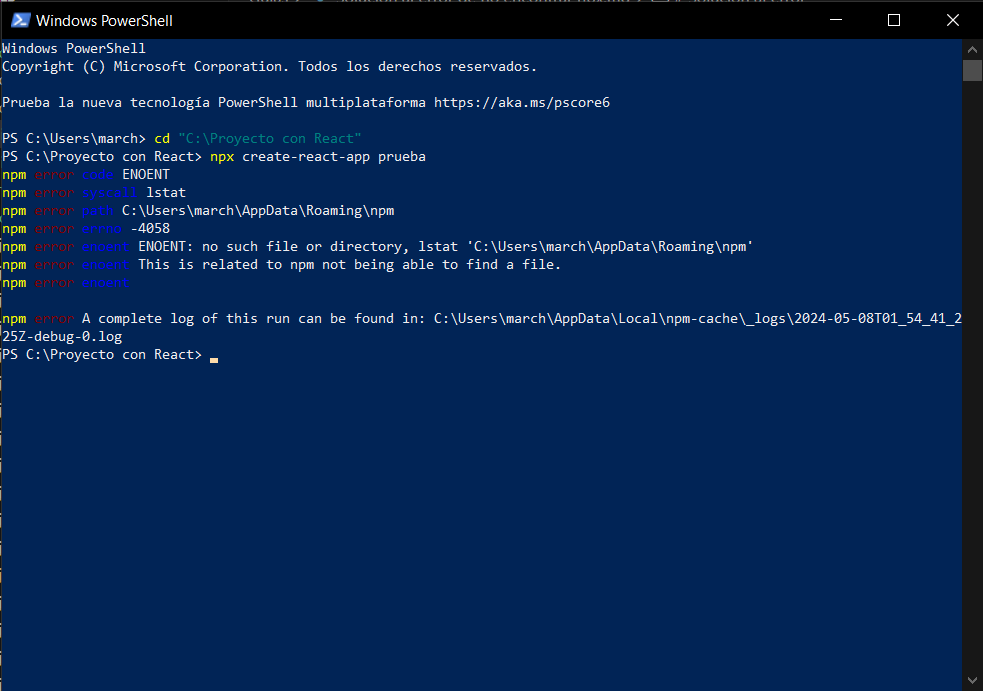 Windows PowerShell
Windows PowerShell
Copyright (C) Microsoft Corporation. Todos los derechos reservados.
Prueba la nueva tecnología PowerShell multiplataforma https://aka.ms/pscore6
PS C:\Users\march> cd "C:\Proyecto con React"
PS C:\Proyecto con React> npx create-react-app prueba
npm error code ENOENT
npm error syscall lstat
npm error path C:\Users\march\AppData\Roaming\npm
npm error errno -4058
npm error enoent ENOENT: no such file or directory, lstat 'C:\Users\march\AppData\Roaming\npm'
npm error enoent This is related to npm not being able to find a file.
npm error enoent
npm error A complete log of this run can be found in: C:\Users\march\AppData\Local\npm-cache\_logs\2024-05-08T01_54_41_2
25Z-debug-0.log
PS C:\Proyecto con React>